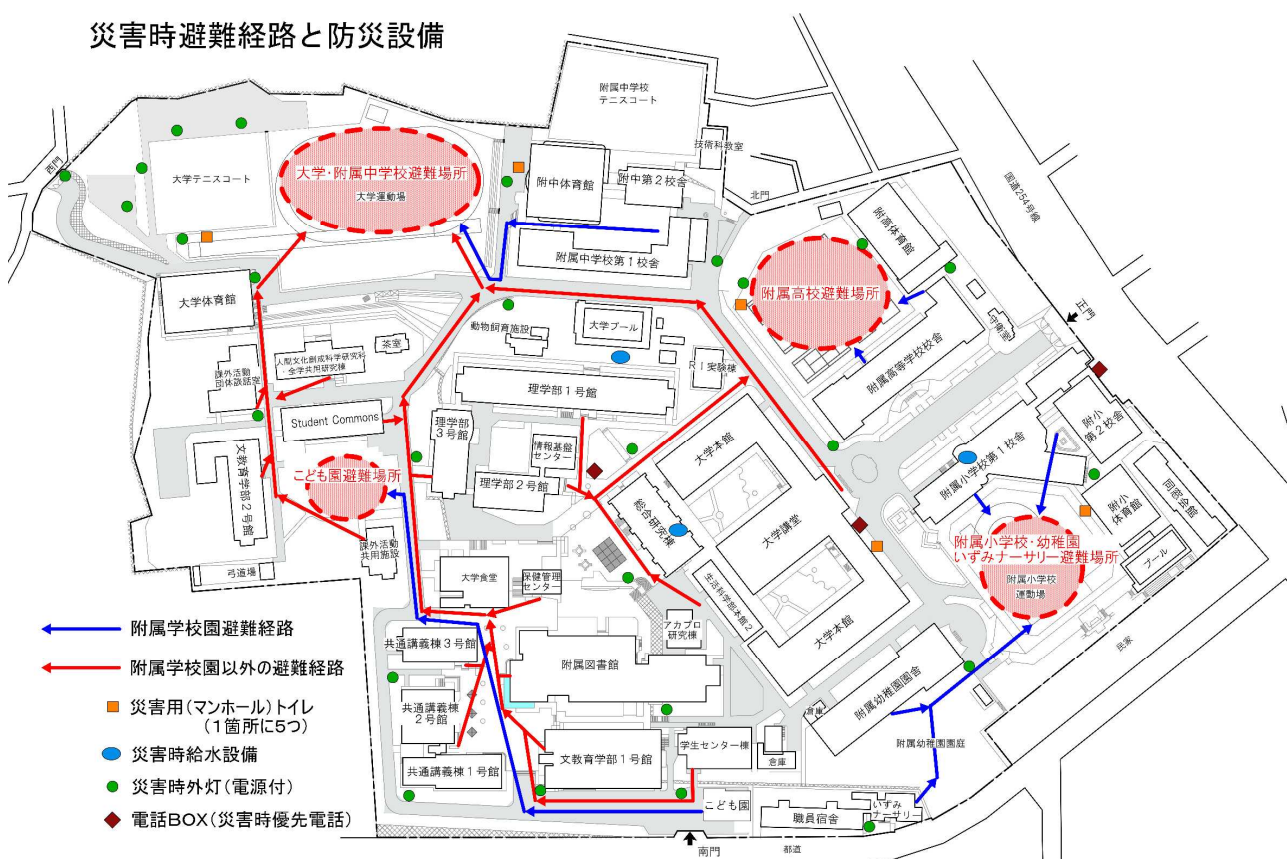 災害時避難経路と防災設備
附属中学校
テニスコート
技術科教室
西門
大学テニスコート
大学・附属中学校避難場所
大学運動場
附中体育館
附中第2校舎
北門
国道254号線
附属中学校第1校舎
附高体育館
附属高校避難場所
正門
守衛室
大学体育館
動物飼育施設
大学プール
茶室
人間文化創成科学研究科
・全学共用研究棟
課外活動
団体談話室
RI実験棟
附属高等学校校舎
理学部1号館
Student Commons
理学部
3号館
情報基盤
センター
理学部2号館
大学本館
附属小学校第1校舎
附小
第2校舎
文教育学部2号館
こども園避難場所
総合研究棟
大学講堂
附小
体育館
同窓会館
課外活動
共用施設
弓道場
附属小学校・幼稚園
いずみナーサリー避難場所
附属小学校
運動場
プール
大学食堂
保健管理
センター
生活科学部本館2
アカプロ
研究棟
大学本館
民家
附属学校園避難経路
共通講義棟3号館
附属図書館
附属学校園以外の避難経路
附属幼稚園園舎
災害用(マンホール)トイレ
(1箇所に5つ)
共通講義棟
2号館
倉庫
附属幼稚園園庭
災害時給水設備
文教育学部1号館
学生センター棟
倉庫
共通講義棟1号館
災害時外灯(電源付)
こども園
職員宿舎
いずみ
ナーサリー
電話BOX(災害時優先電話)
南門
都道